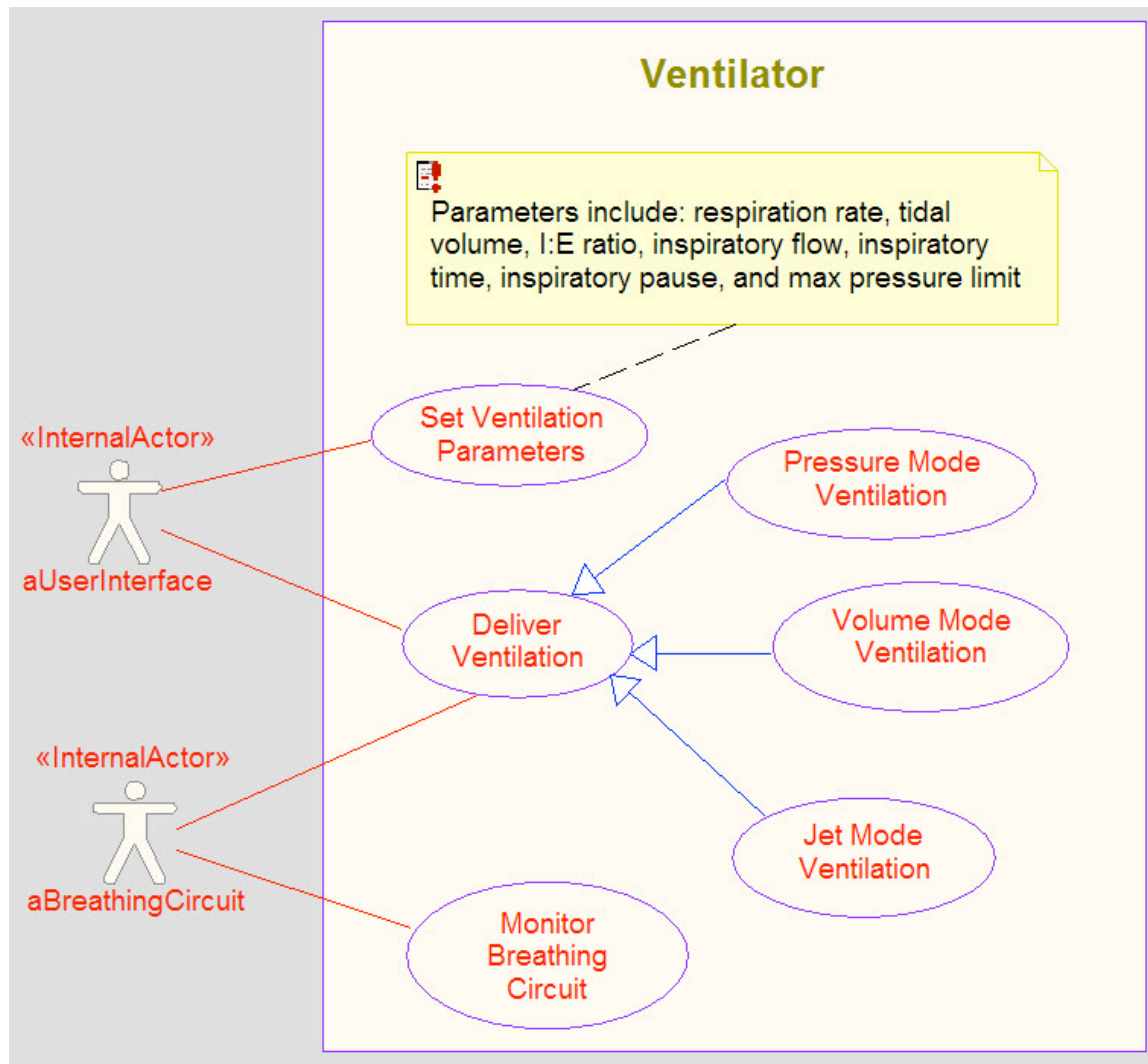 Ventilator
Parameters include: respiration rate, tidal
volume, I:E ratio, inspiratory flow, inspiratory
time, inspiratory pause, and max pressure limit
Set Ventilation
Parameters
«InternalActor»
aUserInterface
Pressure Mode
Ventilation
Deliver
Ventilation
Volume Mode
Ventilation
«InternalActor»
aBreathingCircuit
Jet Mode
Ventilation
Monitor
Breathing
Circuit